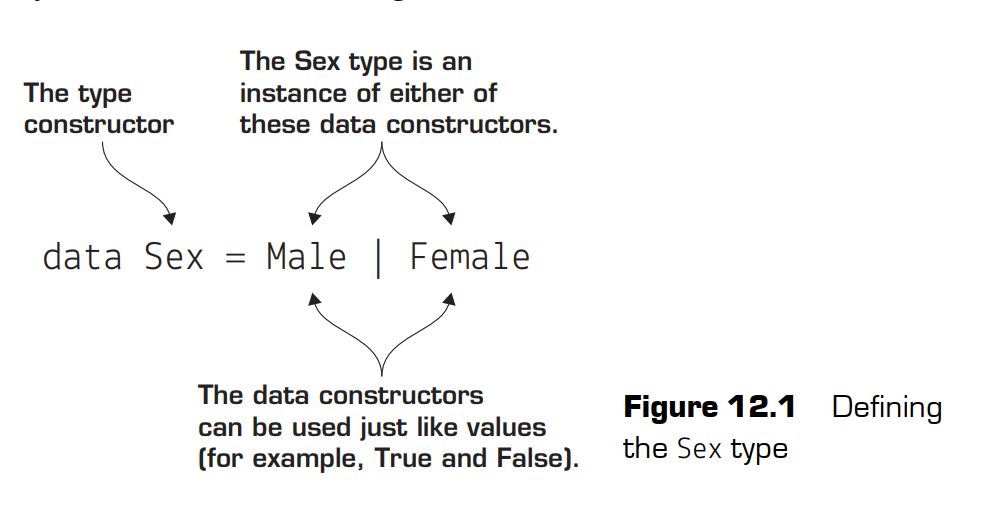 The type
constructor
The Sex type is an
instance of either of
these data constructors.
data Sex = Male | Female
The data constructors
can be used just like values
(for example, True and False).
Figure 12.1 Defining
the Sex type